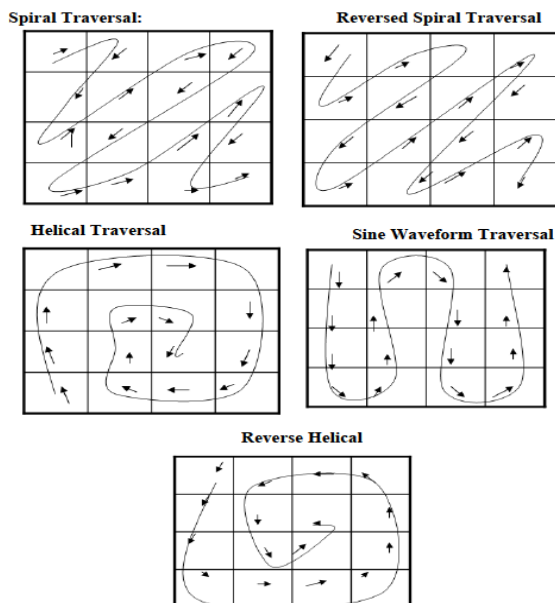 Spiral Traversal:
Reversed Spiral Traversal
Helical Traversal
Sine Waveform Traversal
Reverse Helical